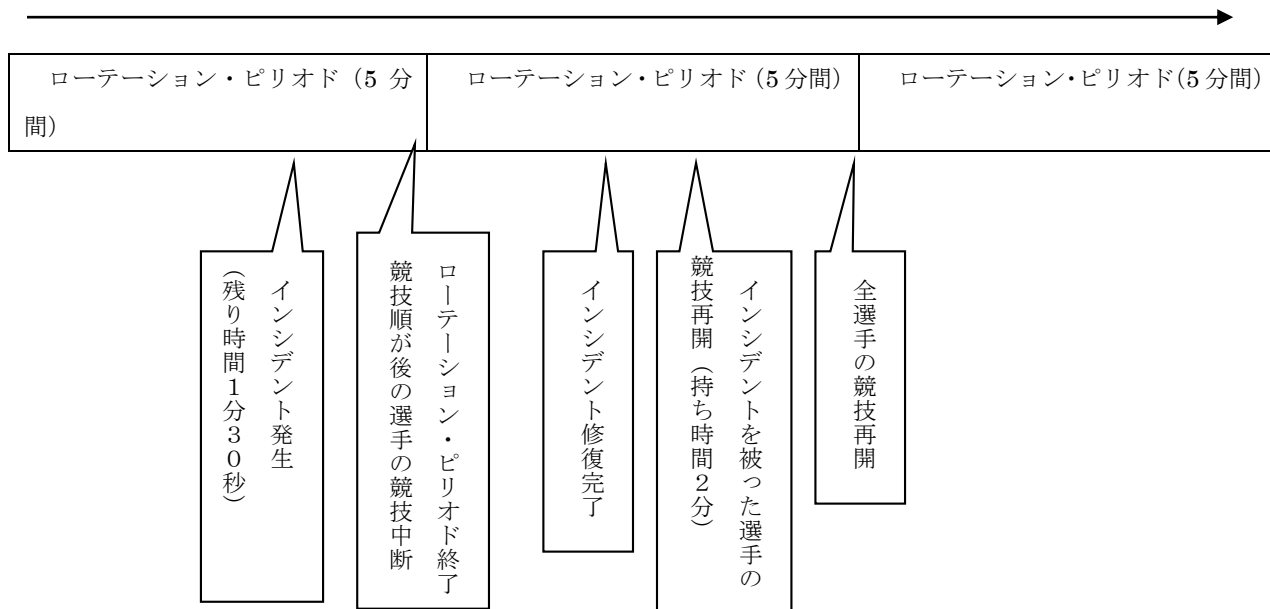 ローテーション・ピリオド（5 分
間）
ローテーション・ピリオド（5 分間）
ローテーション・ピリオド（5 分間）
インシデント発生
（残り時間１分３０秒）
ローテーション・ピリオド終了
競技順が後の選手の競技中断
インシデント修復完了
インシデントを被った選手の
競技再開（持ち時間２分）
全選手の競技再開